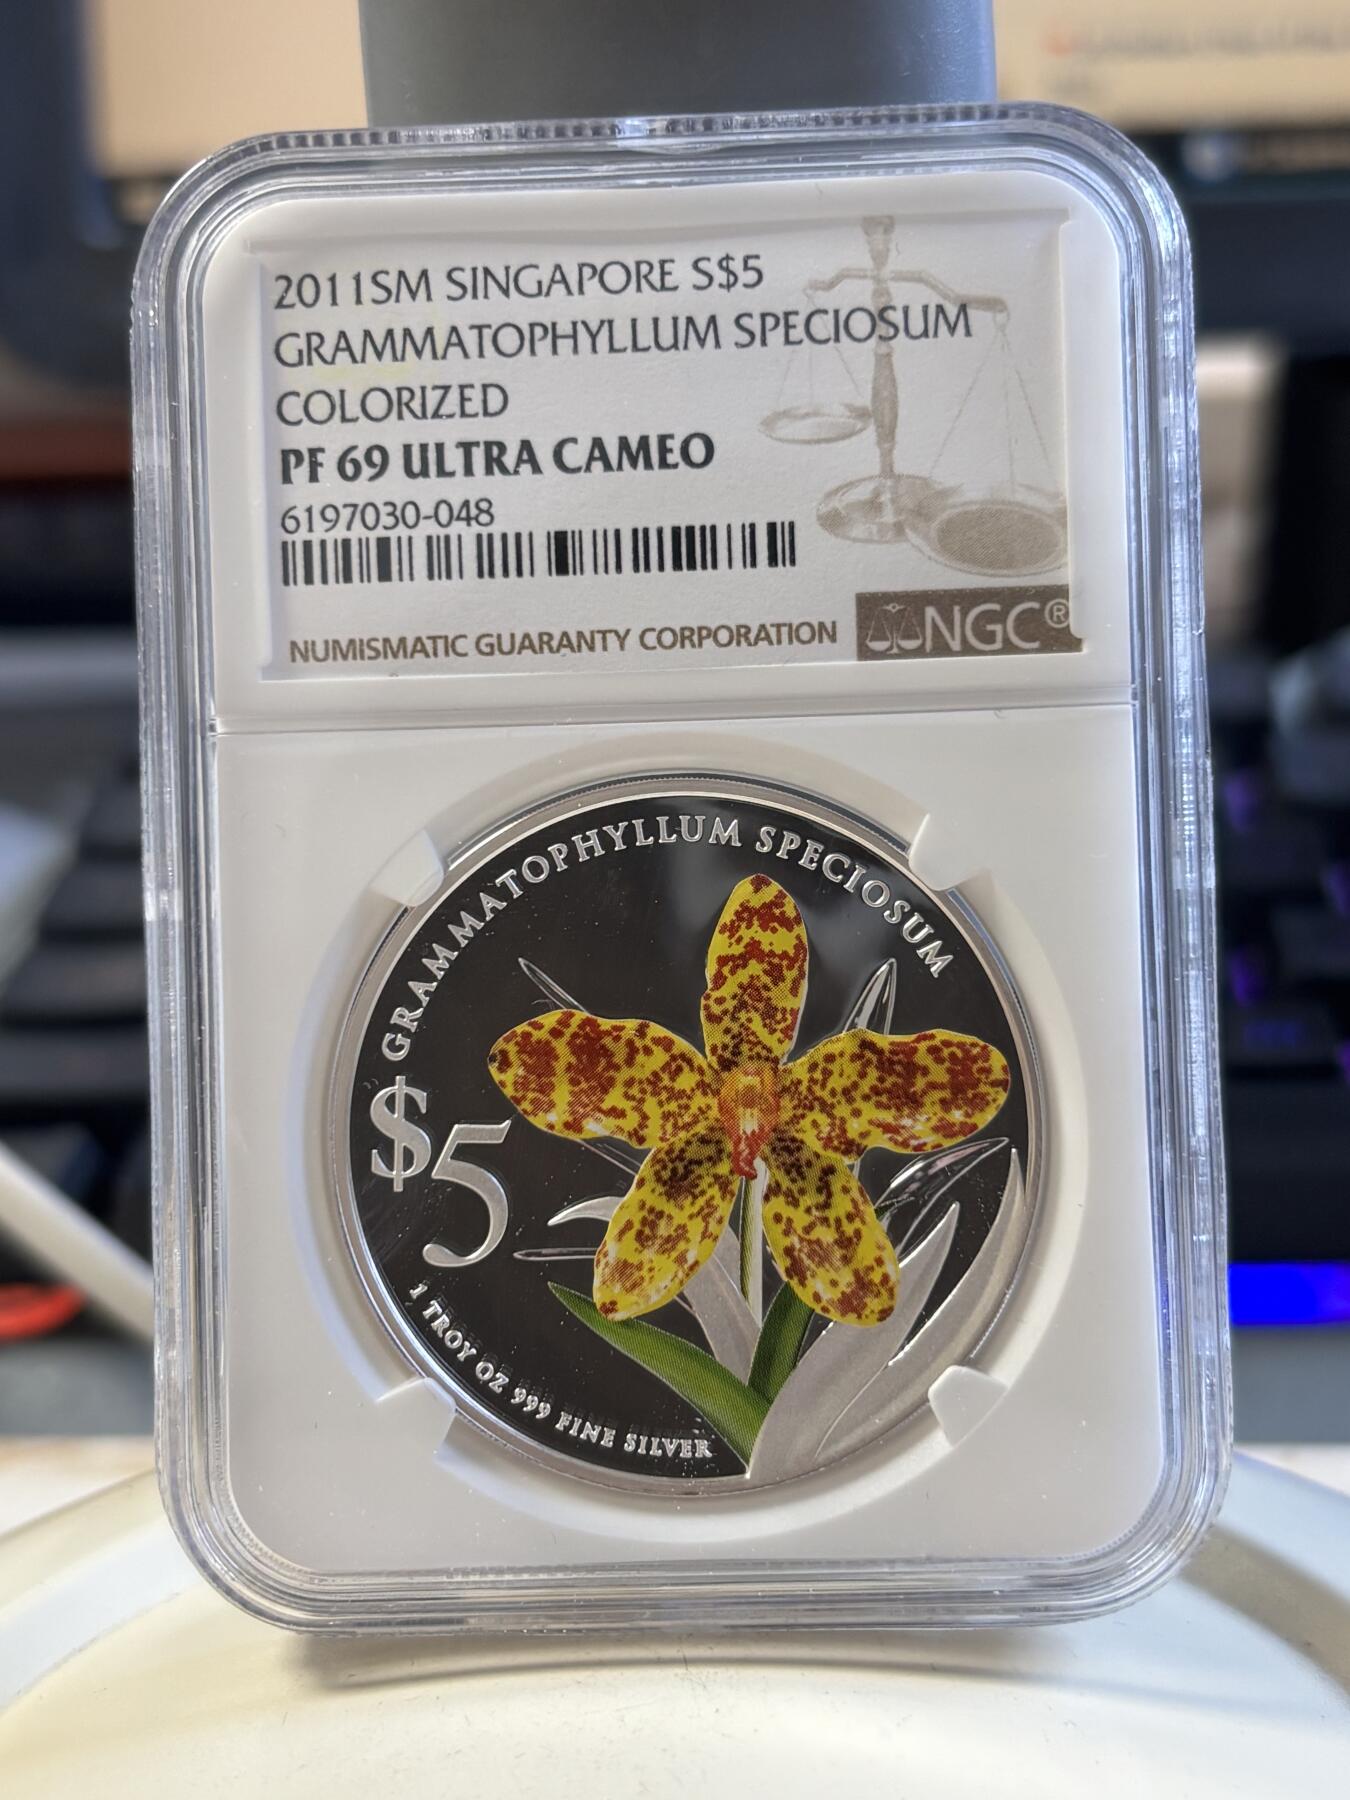 2011SM SINGAPORE S$5
GRAMMATOPHYLLUM SPECIOSUM
COLORIZED
PF 69 ULTRA CAMEO
6197030-048
NUMISMATIC GUARANTY CORPORATION
NGC®
GRAMMATOPHYLLUM SPECIOSUM
$5
1 TROY OZ 999 FINE SILVER